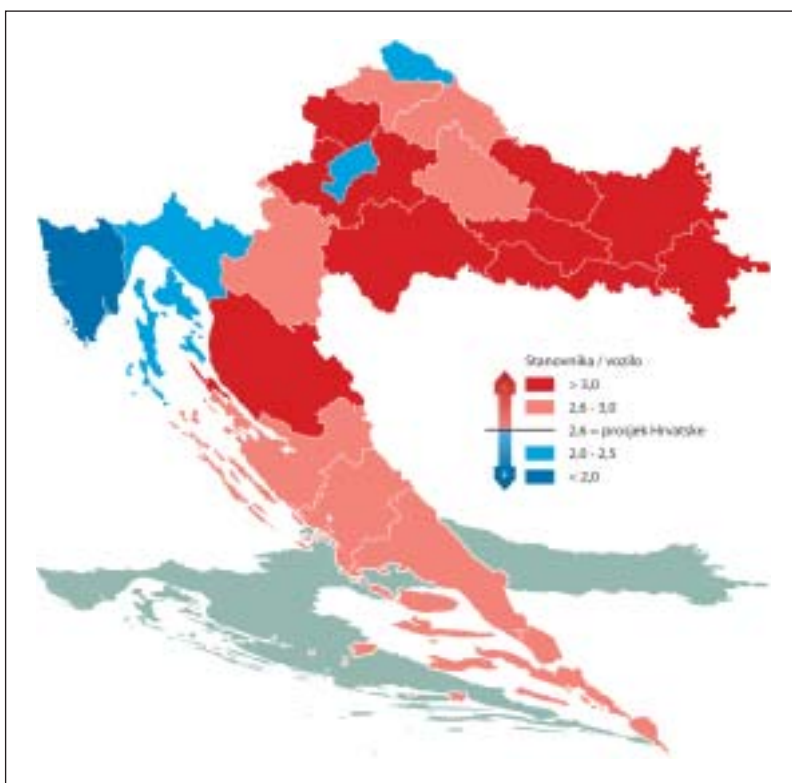 Stanovnika / vozilo
> 3,0
2,6 - 3,0
2,6 = prosjek Hrvatske
2,0 - 2,5
< 2,0